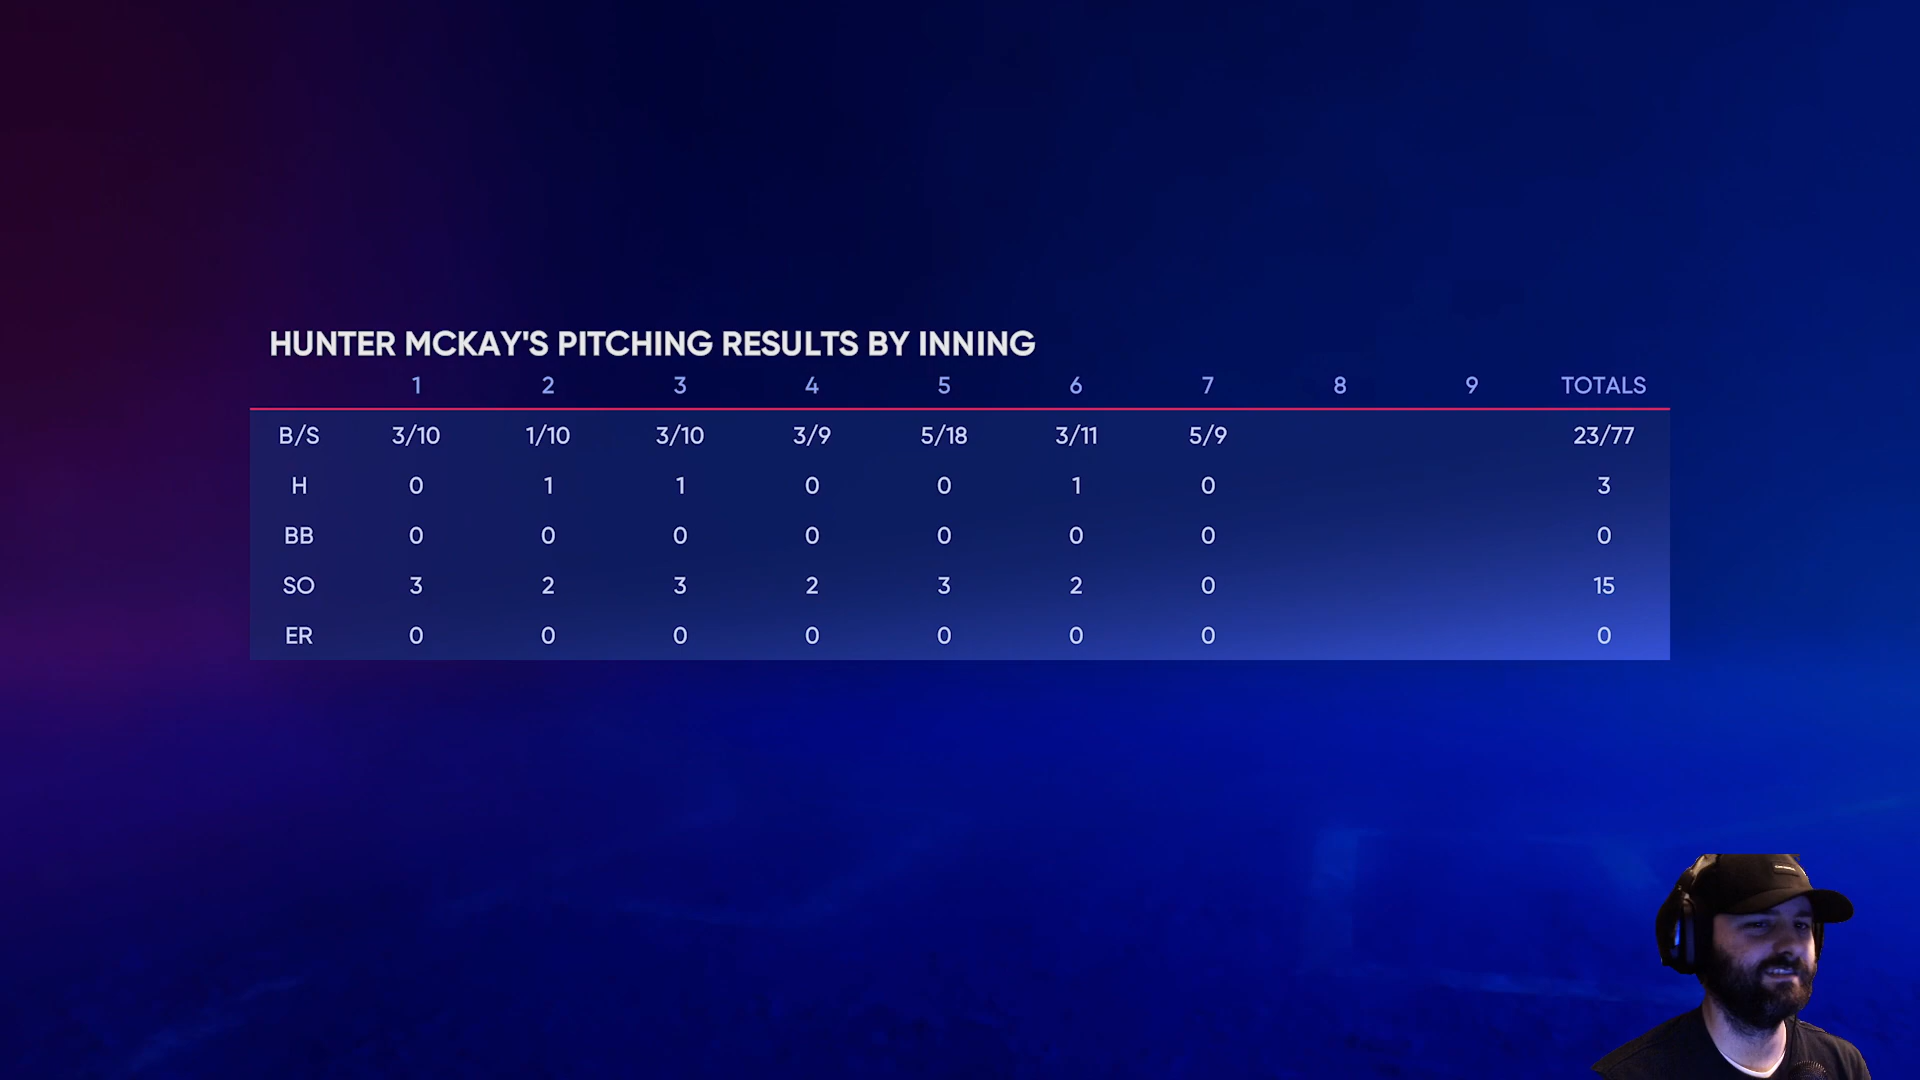 HUNTER MCKAY'S PITCHING RESULTS BY INNING
1 2 3 4 5 6 7 8 9 TOTALS
B/S 3/10 1/10 3/10 3/9 5/18 3/11 5/9 23/77
H 0 1 1 0 0 1 0 3
BB 0 0 0 0 0 0 0 0
SO 3 2 3 2 3 2 0 15
ER 0 0 0 0 0 0 0 0